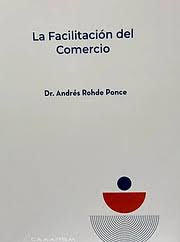 La Facilitación del
Comercio
Dr. Andrés Rohde Ponce